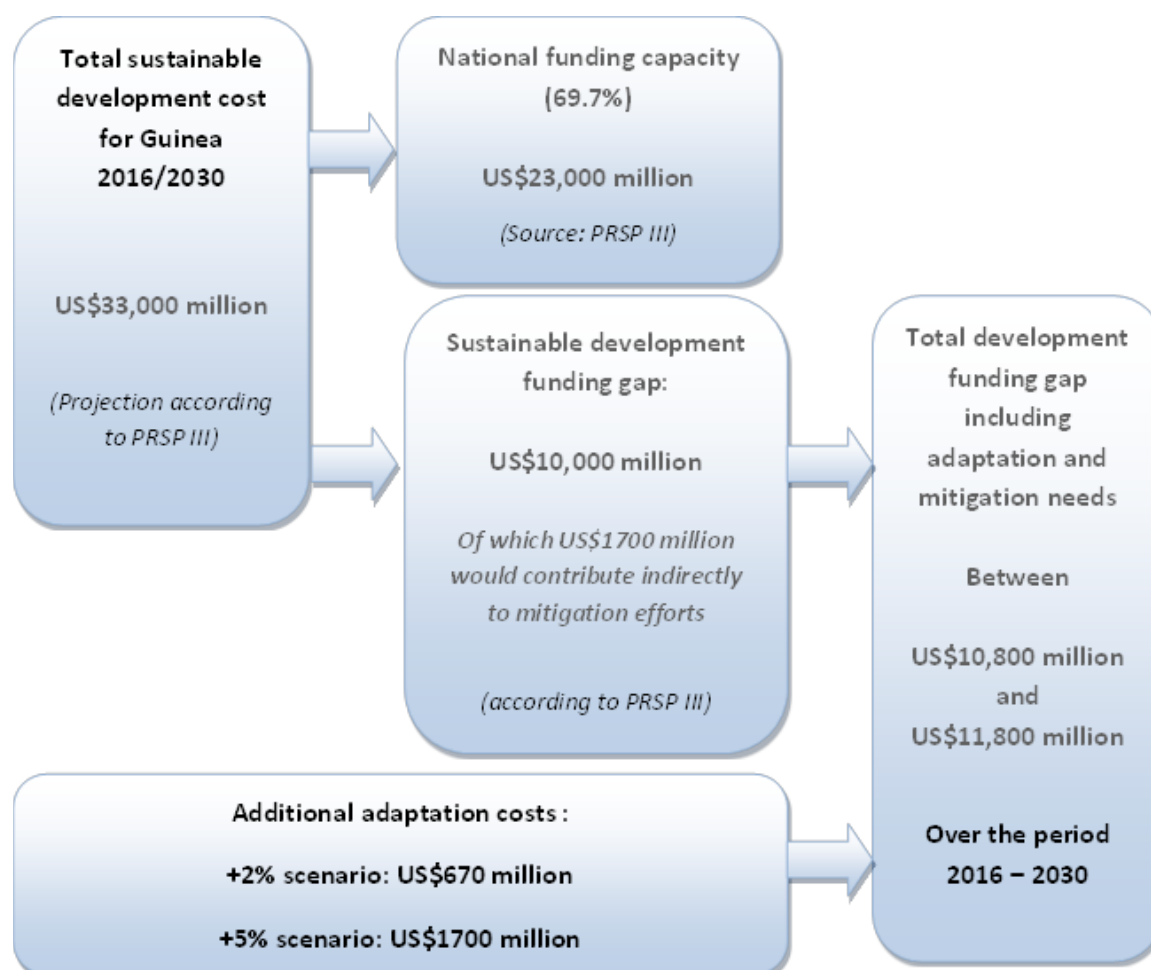 Total sustainable
development cost
for Guinea
2016/2030
US$33,000 million
(Projection according
to PRSP III)
National funding capacity
(69.7%)
US$23,000 million
(Source: PRSP III)
Sustainable development
funding gap:
US$10,000 million
Of which US$1700 million
would contribute indirectly
to mitigation efforts
(according to PRSP III)
Total development
funding gap
including
adaptation and
mitigation needs
Between
US$10,800 million
and
US$11,800 million
Over the period
2016 – 2030
Additional adaptation costs :
+2% scenario: US$670 million
+5% scenario: US$1700 million